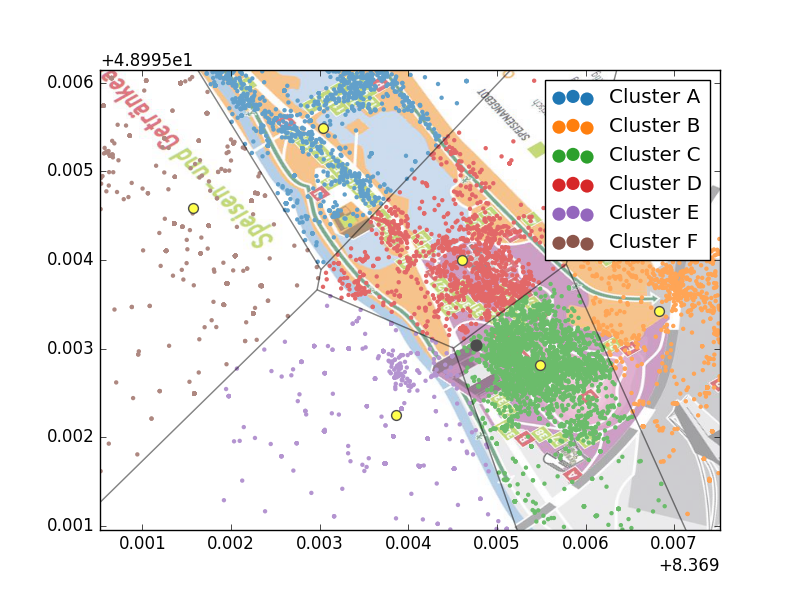 +4.8995e1
0.006
0.005
0.004
0.003
0.002
0.001
0.001
0.002
0.003
0.004
0.005
0.006
0.007
+8.369
Cluster A
Cluster B
Cluster C
Cluster D
Cluster E
Cluster F
Speisen und
Getränkea
SPEISENANGEBOT